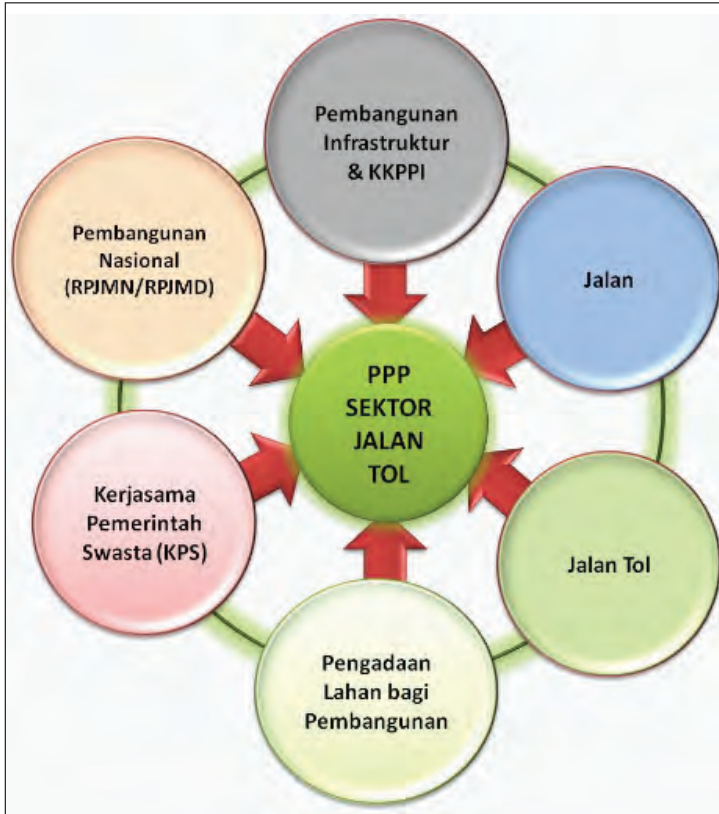 Pembangunan
Infrastruktur
& KKPPI
Pembangunan
Nasional
(RPJMN/RPJMD)
Jalan
PPP
SEKTOR
JALAN
TOL
Kerjasama
Pemerintah
Swasta (KPS)
Jalan Tol
Pengadaan
Lahan bagi
Pembangunan